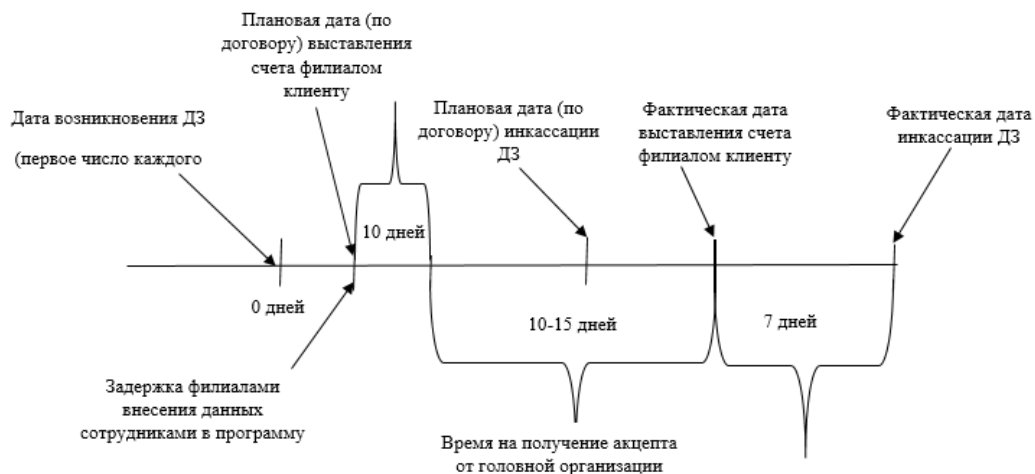 Плановая дата (по
договору) выставления
счета филиалом
клиенту
Дата возникновения ДЗ
(первое число каждого
Плановая дата (по
договору) инкассации
ДЗ
Фактическая дата
выставления счета
филиалом клиенту
Фактическая дата
инкассации ДЗ
10 дней
0 дней
10-15 дней
7 дней
Задержка филиалами
внесения данных
сотрудниками в программу
Время на получение акцепта
от головной организации